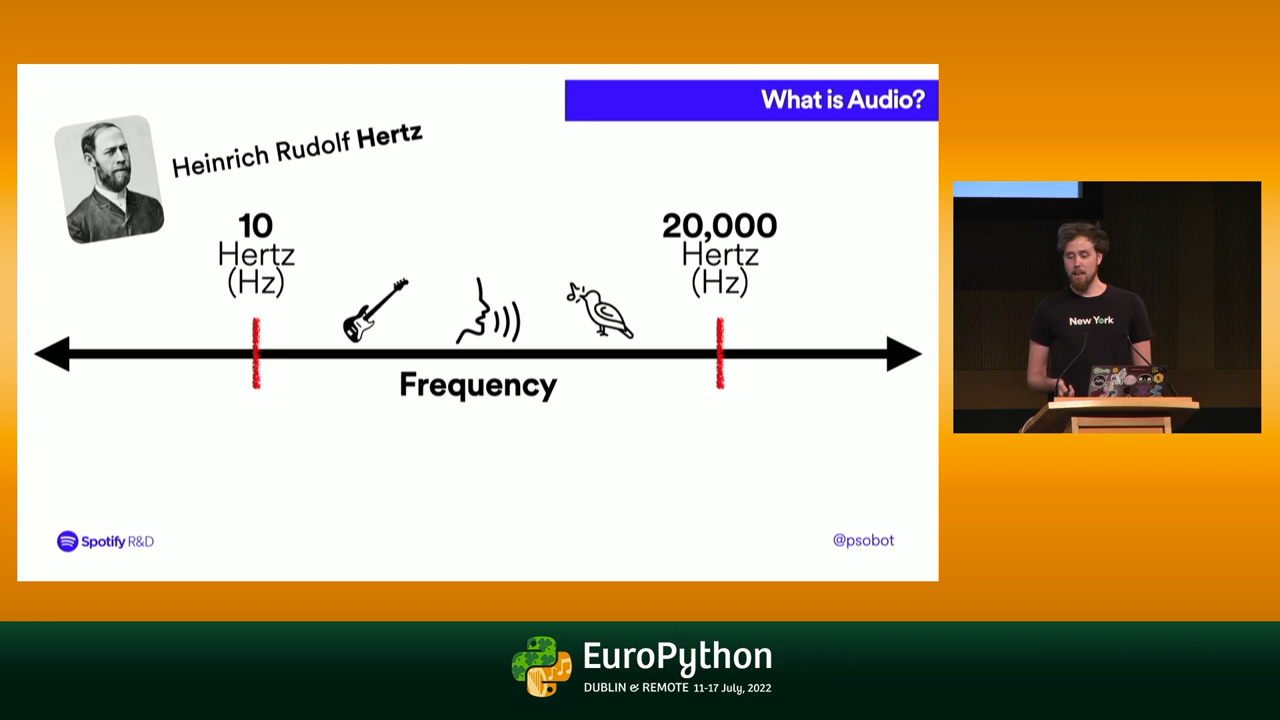 What is Audio?
Heinrich Rudolf Hertz
10
Hertz
(Hz)
20,000
Hertz
(Hz)
Frequency
Spotify R&D
@psobot
New York
EuroPython
DUBLIN & REMOTE 11-17 July, 2022